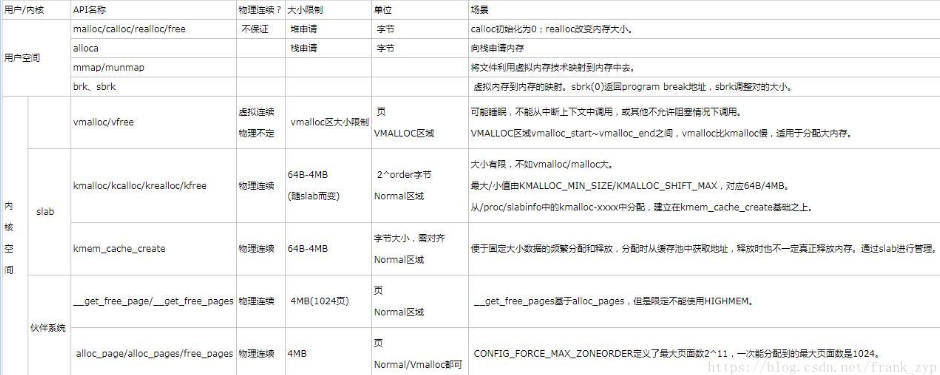 用户/内核 API名称 物理连续？ 大小限制 单位 场景
用户空间
malloc/calloc/realloc/free 不保证 堆申请 字节 calloc初始化为0；realloc改变内存大小。
alloca 栈申请 字节 向栈申请内存
mmap/munmap 将文件利用虚拟内存技术映射到内存中去。
brk、sbrk 虚拟内存到内存的映射。sbrk(0)返回program break地址，sbrk调整对的大小。
内核空间
vmalloc/vfree
虚拟连续
物理不定
vmalloc区大小限制
页
VMALLOC区域
可能睡眠，不能从中断上下文中调用，或其他不允许阻塞情况下调用。
VMALLOC区域vmalloc_start~vmalloc_end之间，vmalloc比kmalloc慢，适用于分配大内存。
slab
kmalloc/kcalloc/krealloc/kfree
物理连续
64B-4MB
(随slab而变)
2^order字节
Normal区域
大小有限，不如vmalloc/malloc大。
最大/小值由KMALLOC_MIN_SIZE/KMALLOC_SHIFT_MAX，对应64B/4MB。
从/proc/slabinfo中的kmalloc-xxxx中分配，建立在kmem_cache_create基础之上。
kmem_cache_create
物理连续
64B-4MB
字节大小，需对齐
Normal区域
便于固定大小数据的频繁分配和释放，分配时从缓存池中获取地址，释放时也不一定真正释放内存。通过slab进行管理。
伙伴系统
__get_free_page/__get_free_pages
物理连续
4MB(1024页)
页
Normal区域
__get_free_pages基于alloc_pages，但是限定不能使用HIGHMEM。
alloc_page/alloc_pages/free_pages
物理连续
4MB
页
Normal/Vmalloc都可
CONFIG_FORCE_MAX_ZONEORDER定义了最大页面数2^11，一次能分配到的最大页面数是1024。
https://blog.csdn.net/frank_zyp